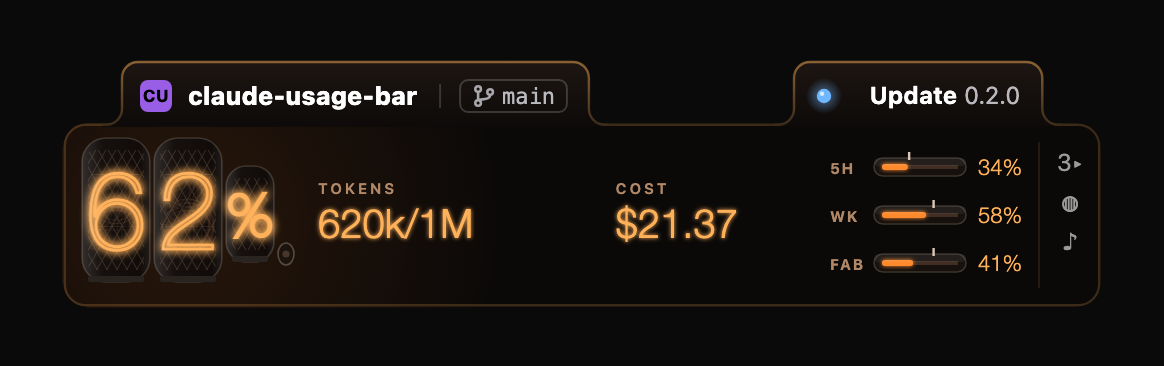 CU claude-usage-bar main
Update 0.2.0
62%
TOKENS
620k/1M
COST
$21.37
5H 34%
WK 58%
FAB 41%
3▸
◍
♪